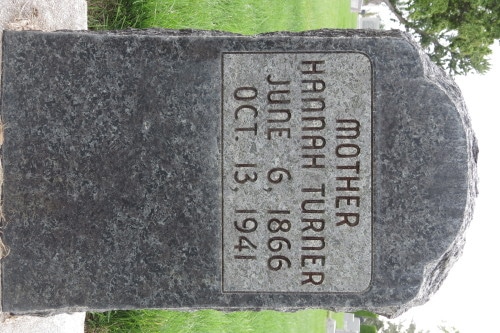 MOTHER
HANNAH TURNER
JUNE 6, 1866
OCT. 13, 1941